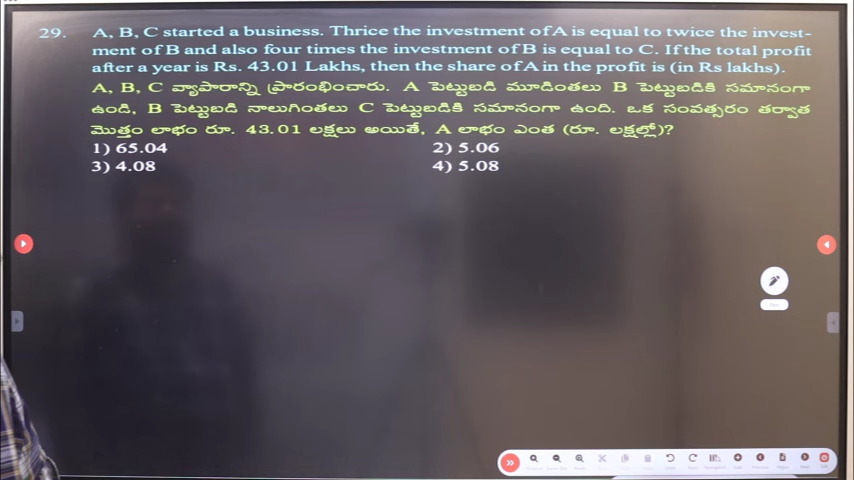 29. A, B, C started a business. Thrice the investment of A is equal to twice the invest-
ment of B and also four times the investment of B is equal to C. If the total profit
after a year is Rs. 43.01 Lakhs, then the share of A in the profit is (in Rs lakhs).
A, B, C వ్యాపారాన్ని ప్రారంభించారు. A పెట్టుబడి మూడింతలు B పెట్టుబడికి సమానంగా
ఉండి, B పెట్టుబడి నాలుగింతలు C పెట్టుబడికి సమానంగా ఉంది. ఒక సంవత్సరం తర్వాత
మొత్తం లాభం రూ. 43.01 లక్షలు అయితే, A లాభం ఎంత (రూ. లక్షల్లో)?
1) 65.04 2) 5.06
3) 4.08 4) 5.08